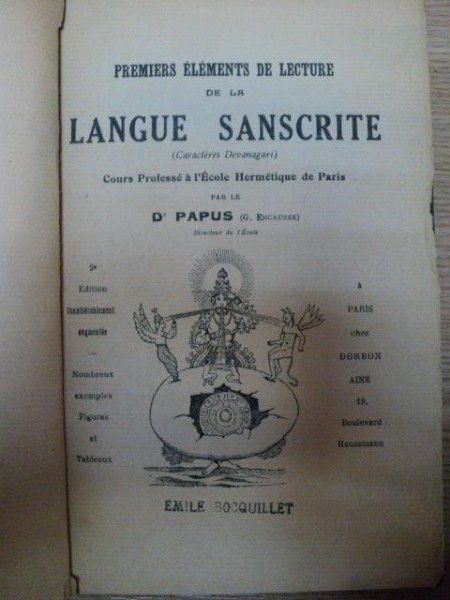 PREMIERS ÉLÉMENTS DE LECTURE
DE LA
LANGUE SANSCRITE
(Caractères Devanagari)
Cours Professé à l'École Hermétique de Paris
PAR LE
Dr PAPUS (G. ENCAUSSE)
Directeur de l'École
2e
Édition
Considérablement
augmentée
—
Nombreux
exemples
Figures
et
Tableaux
A
PARIS
chez
DORBON
AINÉ
19,
Boulevard
Haussmann
EMILE BOCQUILLET